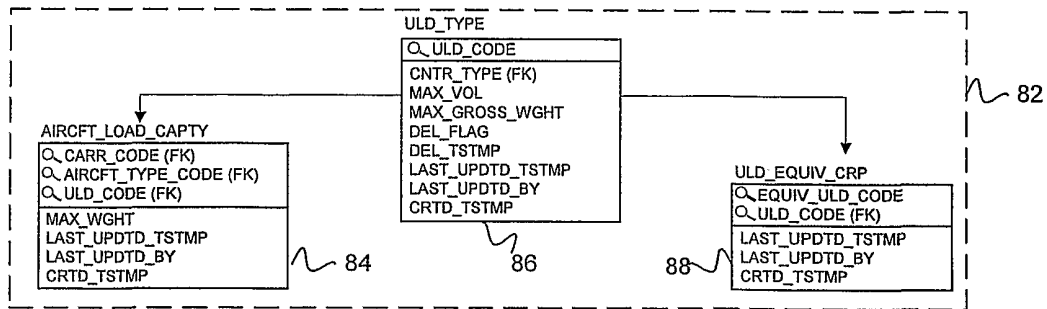 ULD_TYPE
ULD_CODE
CNTR_TYPE (FK)
MAX_VOL
MAX_GROSS_WGHT
DEL_FLAG
DEL_TSTMP
LAST_UPDTD_TSTMP
LAST_UPDTD_BY
CRTD_TSTMP
86
82
AIRCFT_LOAD_CAPTY
CARR_CODE (FK)
AIRCFT_TYPE_CODE (FK)
ULD_CODE (FK)
MAX_WGHT
LAST_UPDTD_TSTMP
LAST_UPDTD_BY
CRTD_TSTMP
84
ULD_EQUIV_CRP
EQUIV_ULD_CODE
ULD_CODE (FK)
LAST_UPDTD_TSTMP
LAST_UPDTD_BY
CRTD_TSTMP
88